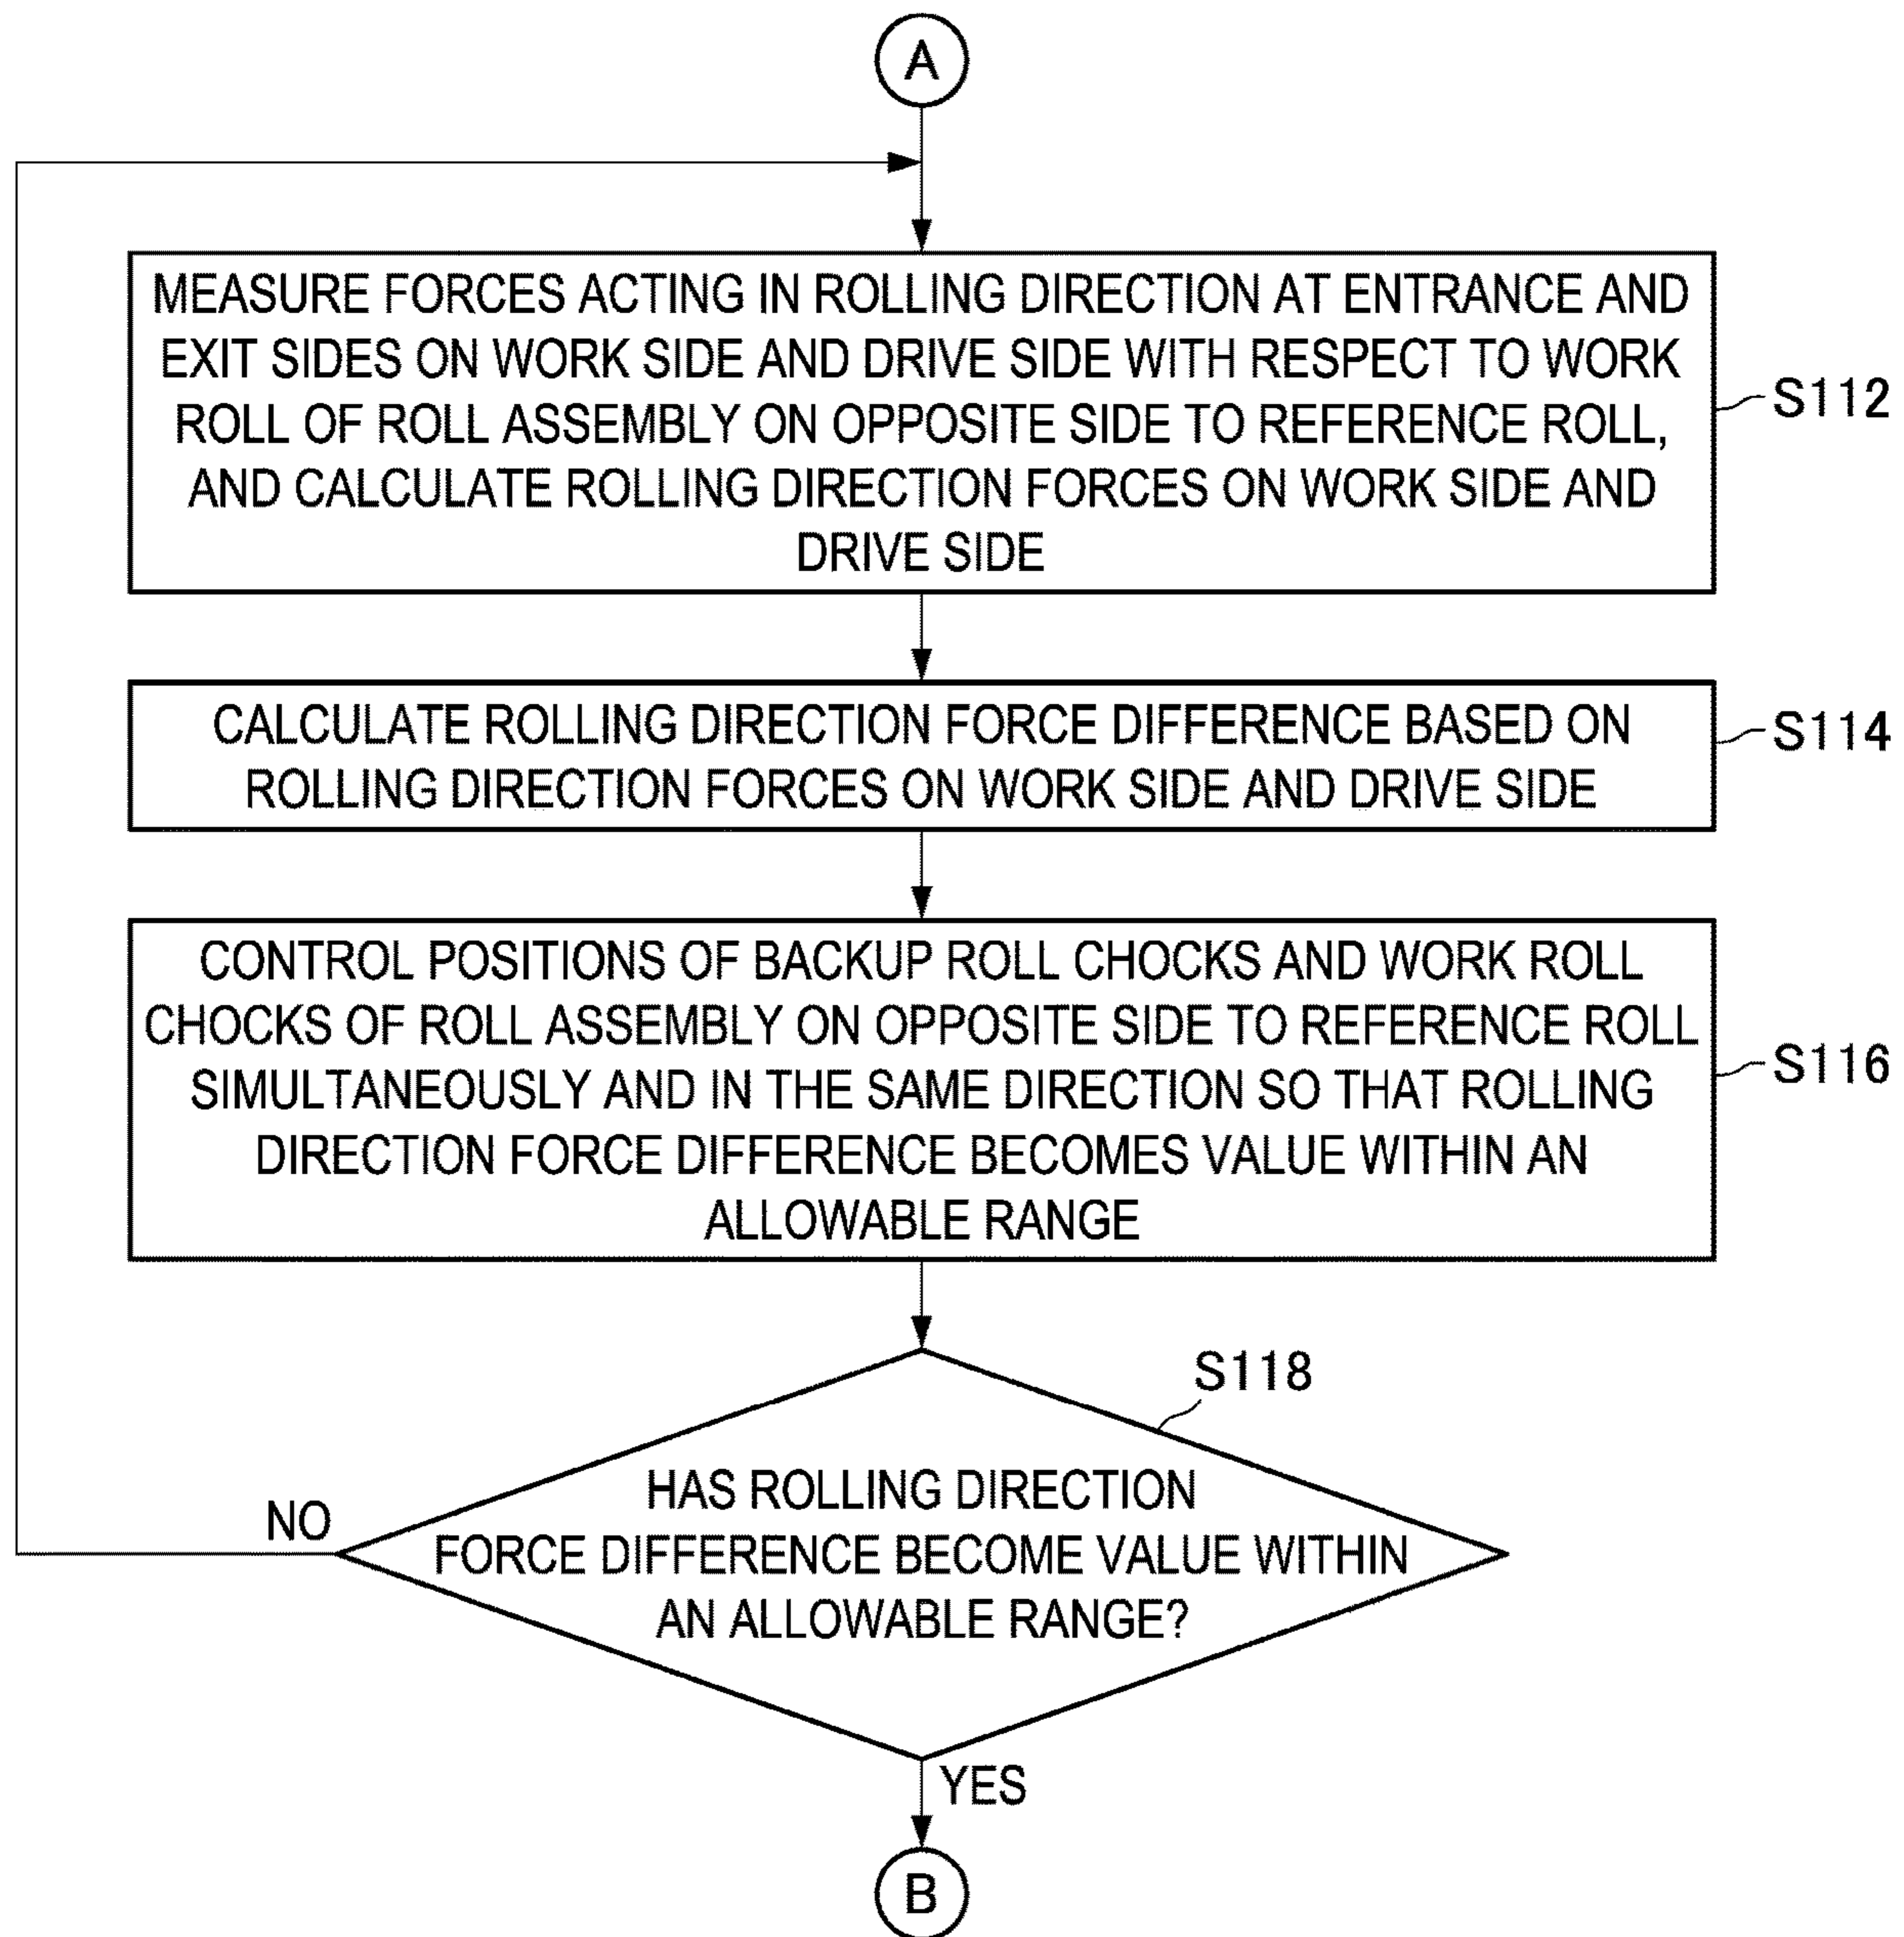 A
MEASURE FORCES ACTING IN ROLLING DIRECTION AT ENTRANCE AND
EXIT SIDES ON WORK SIDE AND DRIVE SIDE WITH RESPECT TO WORK
ROLL OF ROLL ASSEMBLY ON OPPOSITE SIDE TO REFERENCE ROLL,
AND CALCULATE ROLLING DIRECTION FORCES ON WORK SIDE AND
DRIVE SIDE
S112
CALCULATE ROLLING DIRECTION FORCE DIFFERENCE BASED ON
ROLLING DIRECTION FORCES ON WORK SIDE AND DRIVE SIDE
S114
CONTROL POSITIONS OF BACKUP ROLL CHOCKS AND WORK ROLL
CHOCKS OF ROLL ASSEMBLY ON OPPOSITE SIDE TO REFERENCE ROLL
SIMULTANEOUSLY AND IN THE SAME DIRECTION SO THAT ROLLING
DIRECTION FORCE DIFFERENCE BECOMES VALUE WITHIN AN
ALLOWABLE RANGE
S116
S118
HAS ROLLING DIRECTION
FORCE DIFFERENCE BECOME VALUE WITHIN
AN ALLOWABLE RANGE?
NO
YES
B